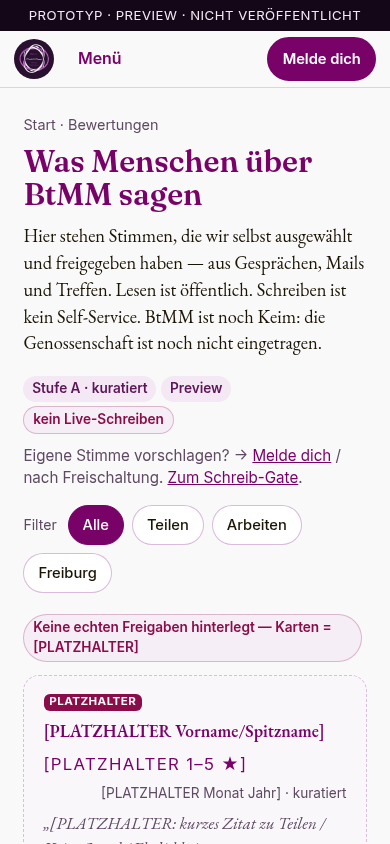 PROTOTYP · PREVIEW · NICHT VERÖFFENTLICHT
Menü
Melde dich
Start · Bewertungen
Was Menschen über
BtMM sagen
Hier stehen Stimmen, die wir selbst ausgewählt
und freigegeben haben — aus Gesprächen, Mails
und Treffen. Lesen ist öffentlich. Schreiben ist
kein Self-Service. BtMM ist noch Keim: die
Genossenschaft ist noch nicht eingetragen.
Stufe A · kuratiert
Preview
kein Live-Schreiben
Eigene Stimme vorschlagen? → Melde dich /
nach Freischaltung. Zum Schreib-Gate.
Filter
Alle
Teilen
Arbeiten
Freiburg
Keine echten Freigaben hinterlegt — Karten =
[PLATZHALTER]
PLATZHALTER
[PLATZHALTER Vorname/Spitzname]
[PLATZHALTER 1–5 ★]
[PLATZHALTER Monat Jahr] · kuratiert
„[PLATZHALTER: kurzes Zitat zu Teilen /